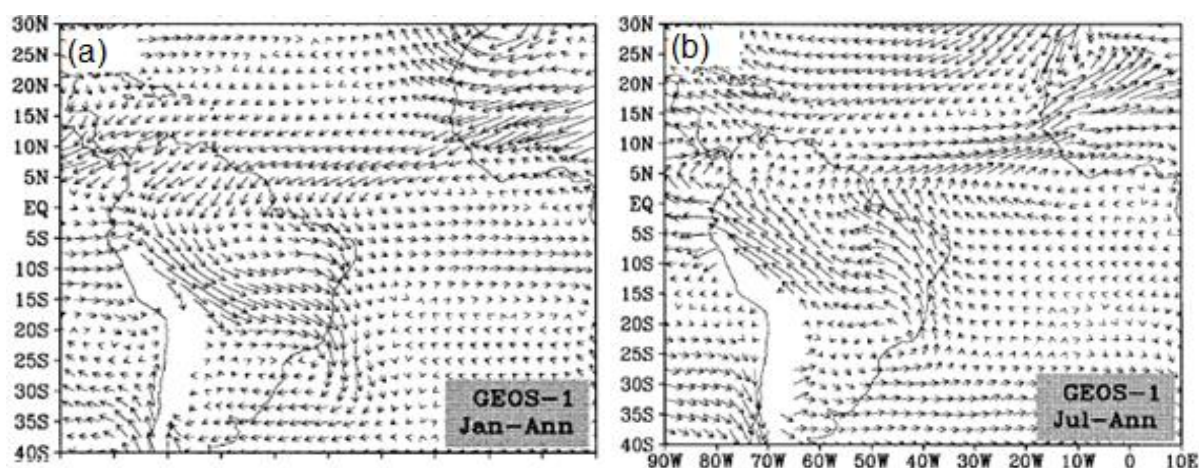 (a)
30N
25N
20N
15N
10N
5N
EQ
5S
10S
15S
20S
25S
30S
35S
40S
GEOS-1
Jan-Ann
(b)
30N
25N
20N
15N
10N
5N
EQ
5S
10S
15S
20S
25S
30S
35S
40S
90W 80W 70W 60W 50W 40W 30W 20W 10W 0 10E
GEOS-1
Jul-Ann